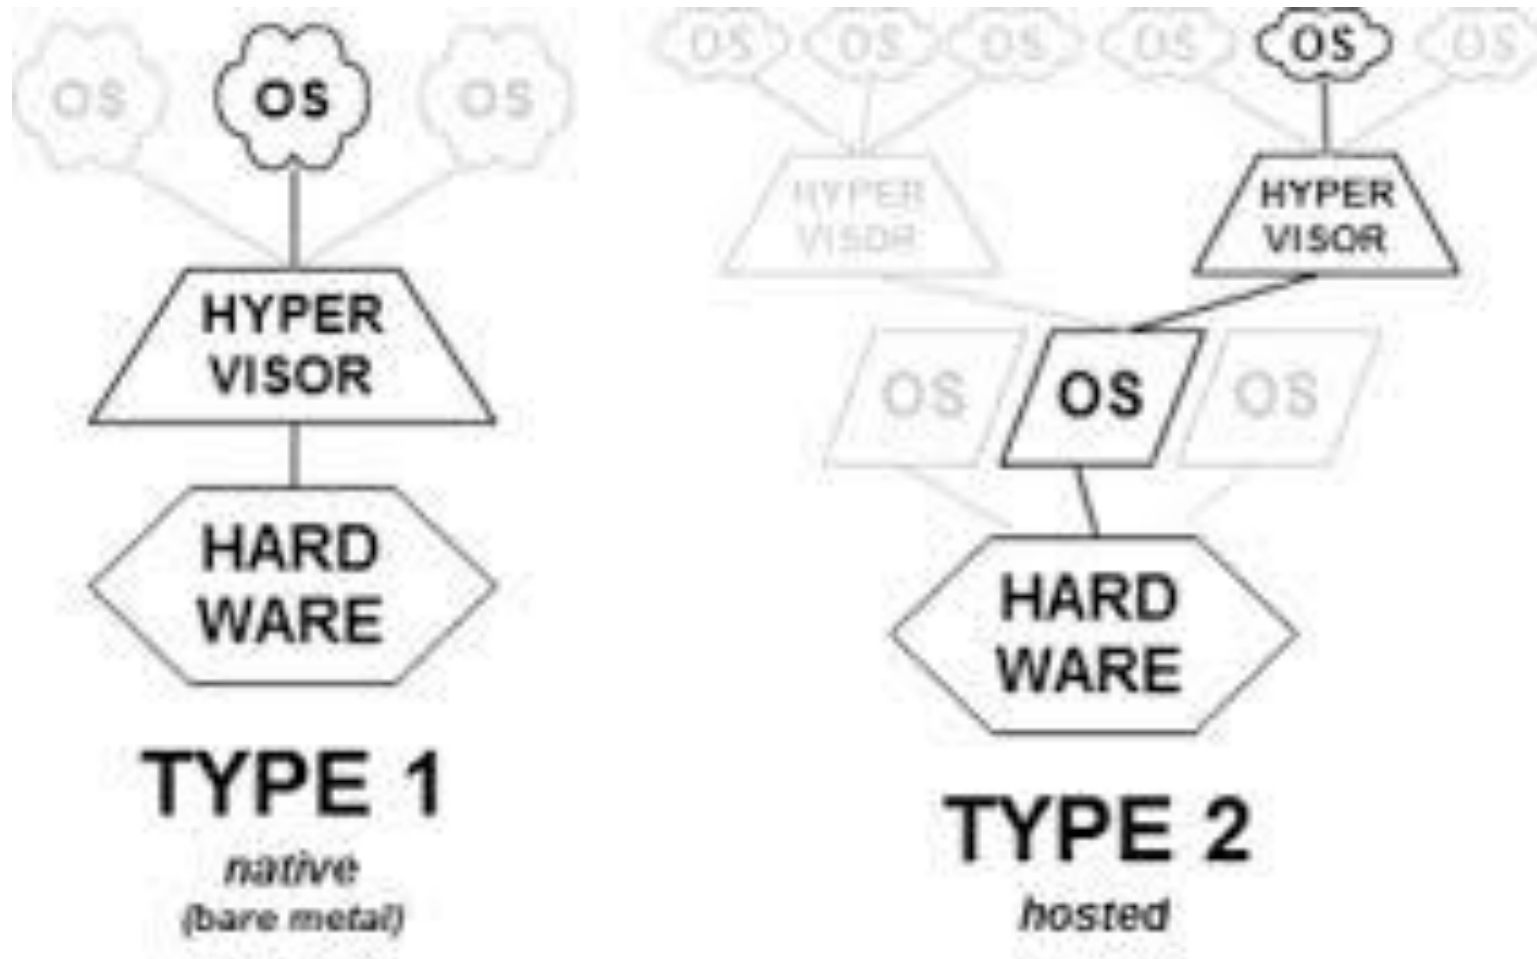 OS OS OS
HYPER
VISOR
HARD
WARE
TYPE 1
native
(bare metal)
OS OS OS OS OS OS
HYPER HYPER
VISOR VISOR
OS OS OS
HARD
WARE
TYPE 2
hosted